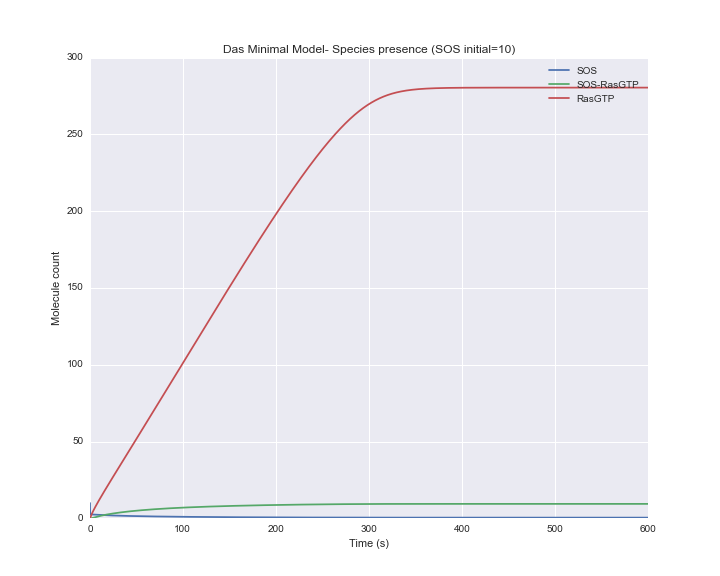 Das Minimal Model- Species presence (SOS initial=10)
300
250
200
150
100
50
0
0 100 200 300 400 500 600
Molecule count
Time (s)
SOS
SOS-RasGTP
RasGTP